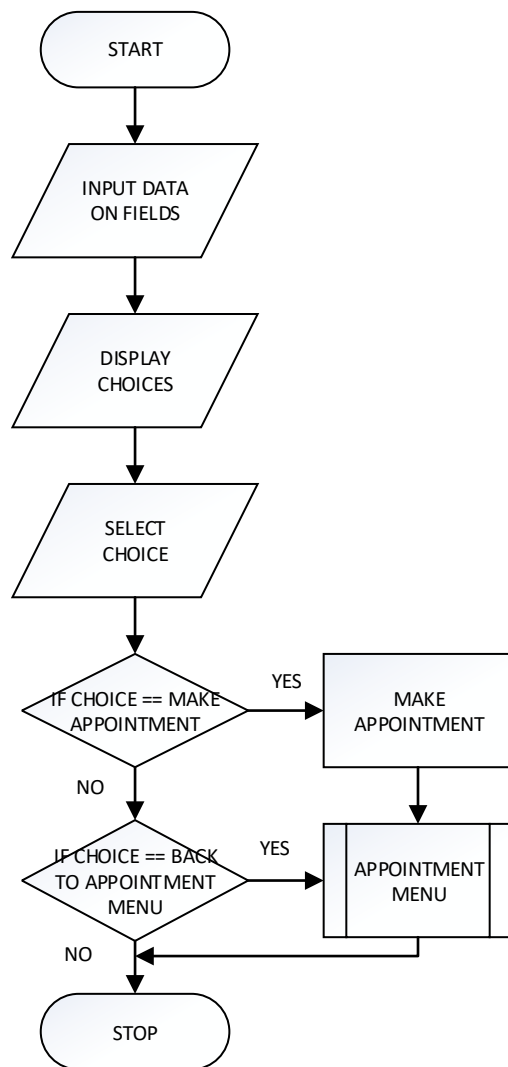 START
INPUT DATA
ON FIELDS
DISPLAY
CHOICES
SELECT
CHOICE
IF CHOICE == MAKE
APPOINTMENT
YES
MAKE
APPOINTMENT
NO
IF CHOICE == BACK
TO APPOINTMENT
MENU
YES
APPOINTMENT
MENU
NO
STOP